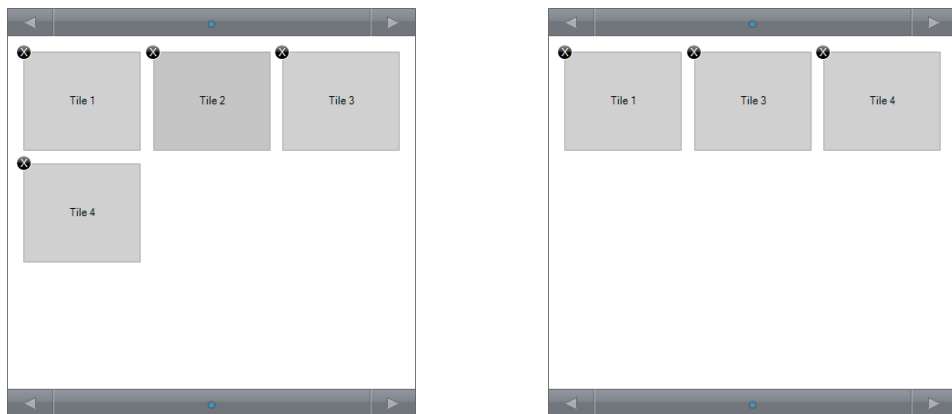 X X X
Tile 1 Tile 2 Tile 3
X
Tile 4
X X X
Tile 1 Tile 3 Tile 4